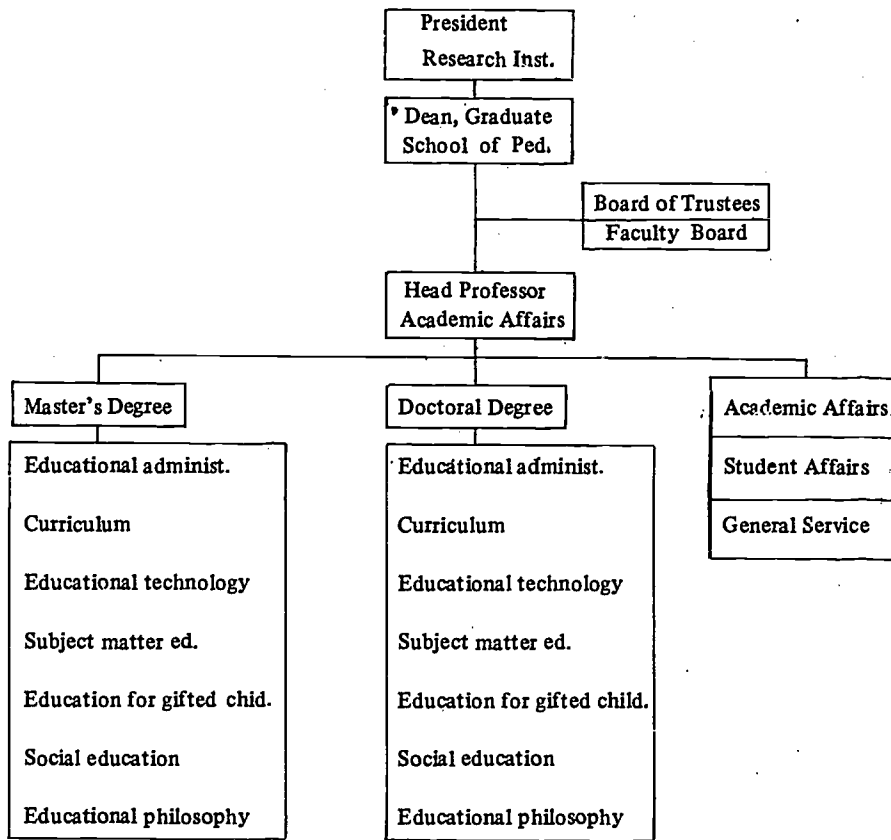 President
Research Inst.
Dean, Graduate
School of Ped.
Board of Trustees
Faculty Board
Head Professor
Academic Affairs
Master's Degree
Educational administ.
Curriculum
Educational technology
Subject matter ed.
Education for gifted chid.
Social education
Educational philosophy
Doctoral Degree
Educational administ.
Curriculum
Educational technology
Subject matter ed.
Education for gifted child.
Social education
Educational philosophy
Academic Affairs
Student Affairs
General Service